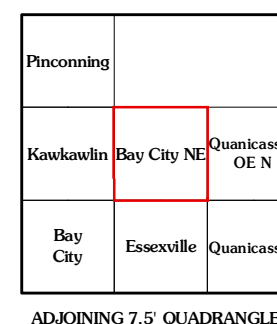 Pinconning
Kawkawlin
Bay City NE
Quanicass
OE N
Bay
City
Essexville
Quanicass
ADJOINING 7.5' QUADRANGLE